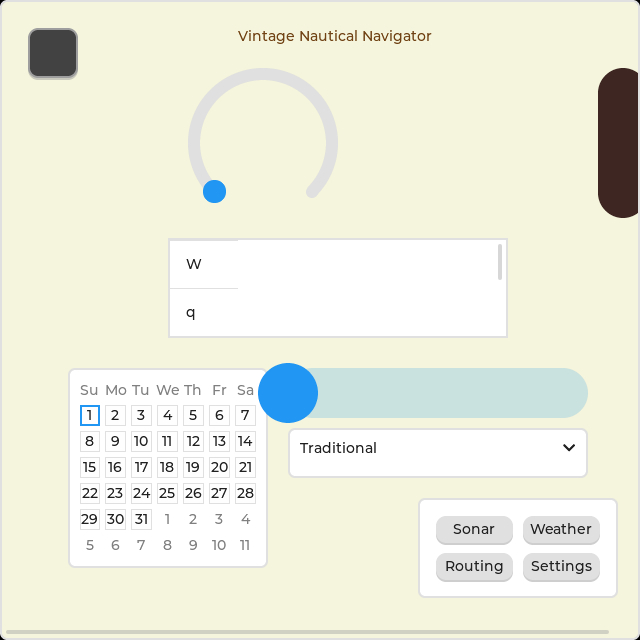 Vintage Nautical Navigator
W
q
Su Mo Tu We Th Fr Sa
1 2 3 4 5 6 7
8 9 10 11 12 13 14
15 16 17 18 19 20 21
22 23 24 25 26 27 28
29 30 31 1 2 3 4
5 6 7 8 9 10 11
Traditional
Sonar Weather
Routing Settings